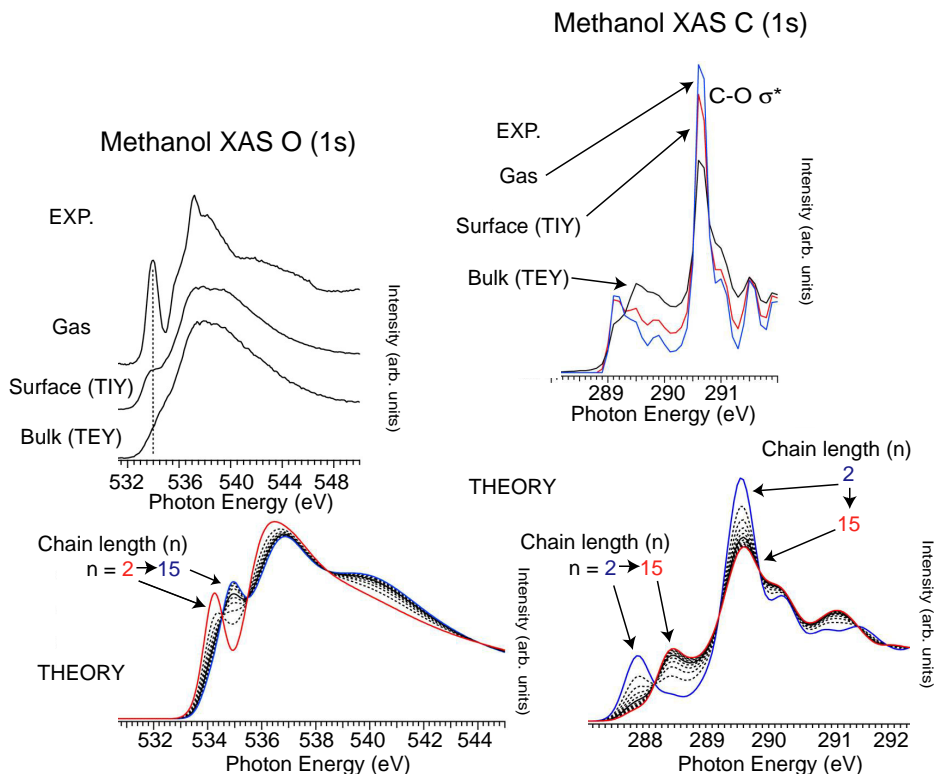 Methanol XAS O (1s)
EXP.
Gas
Surface (TIY)
Bulk (TEY)
Intensity (arb. units)
532 536 540 544 548
Photon Energy (eV)
Methanol XAS C (1s)
C-O σ*
EXP.
Gas
Surface (TIY)
Bulk (TEY)
Intensity (arb. units)
289 290 291
Photon Energy (eV)
Chain length (n)
n = 2 15
THEORY
Intensity (arb. units)
532 534 536 538 540 542 544
Photon Energy (eV)
THEORY
Chain length (n)
2
15
Chain length (n)
n = 2 15
Intensity (arb. units)
288 289 290 291 292
Photon Energy (eV)